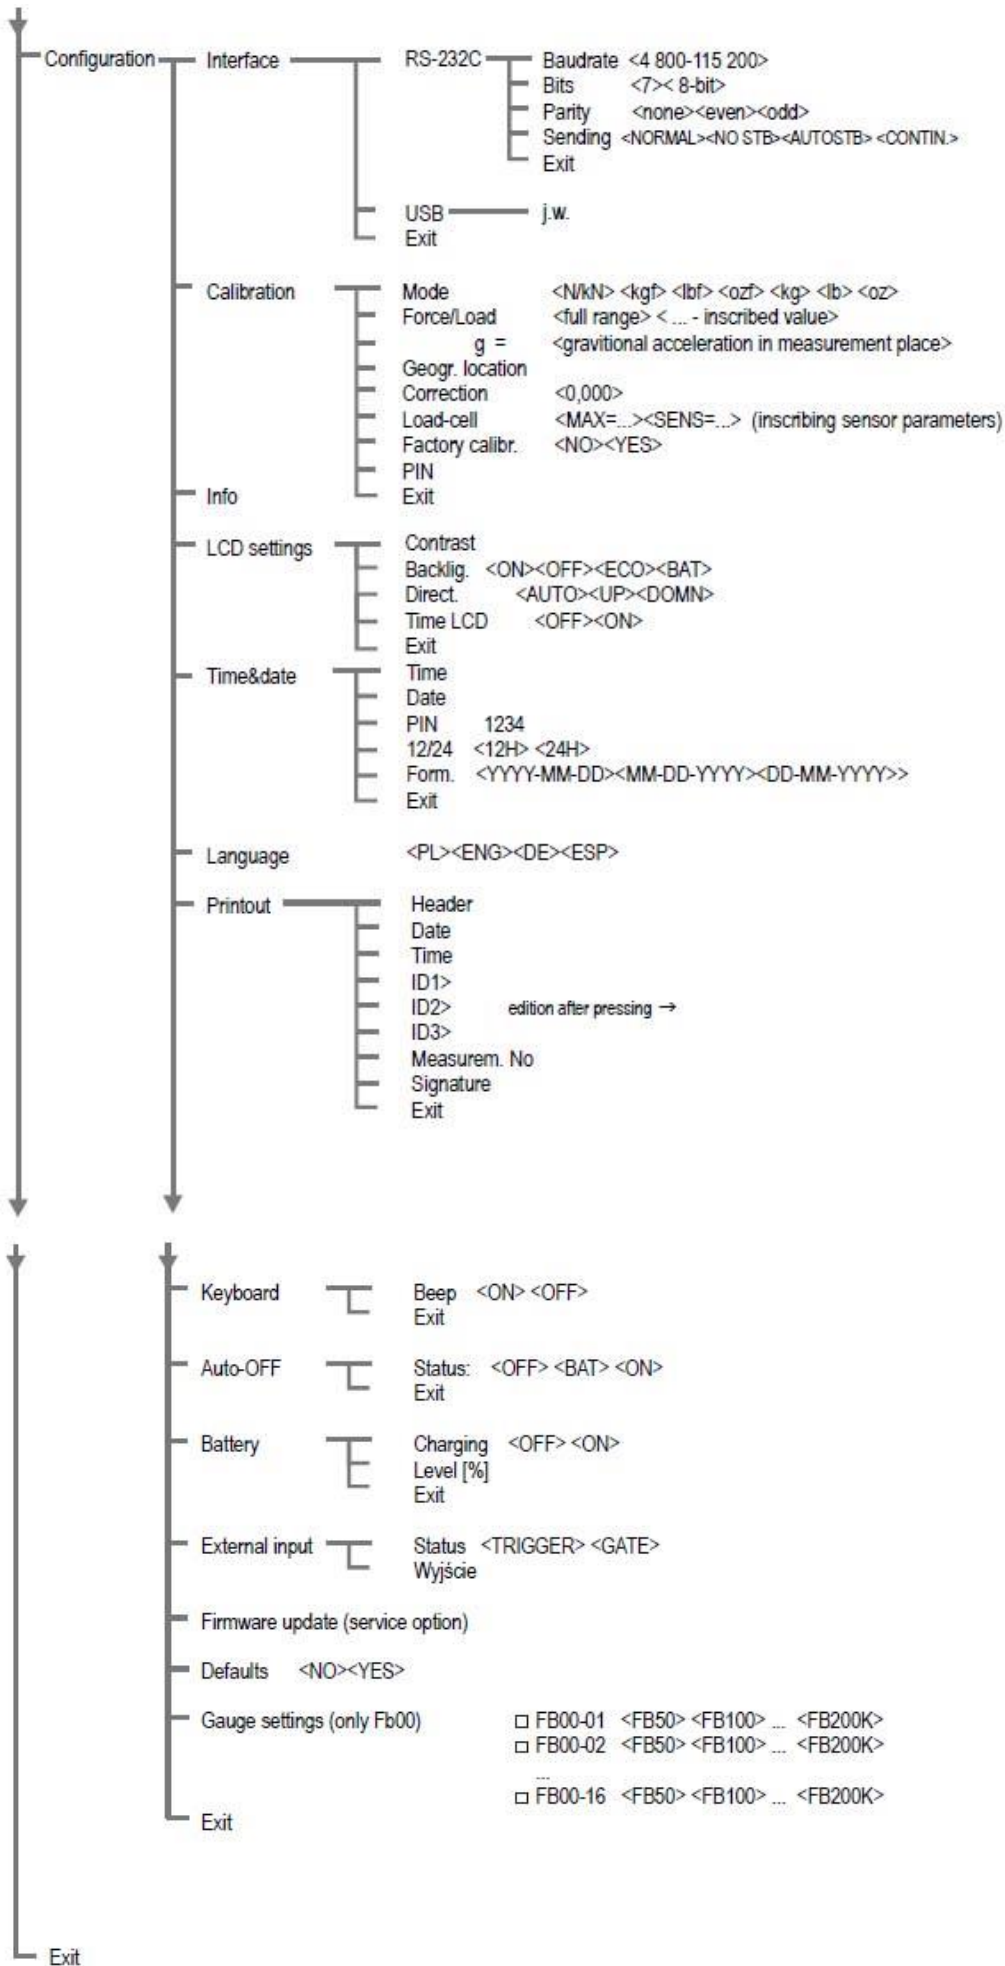 Configuration Interface RS-232C Baudrate <4 800-115 200>
Bits <7>< 8-bit>
Parity <none><even><odd>
Sending <NORMAL><NO STB><AUTOSTB> <CONTIN.>
Exit
USB j.w.
Exit
Calibration Mode <N/kN> <kgf> <lbf> <ozf> <kg> <lb> <oz>
Force/Load <full range> < ... - inscribed value>
g = <gravitional acceleration in measurement place>
Geogr. location
Correction <0,000>
Load-cell <MAX=...><SENS=...> (inscribing sensor parameters)
Factory calibr. <NO><YES>
PIN
Info Exit
LCD settings Contrast
Backlig. <ON><OFF><ECO><BAT>
Direct. <AUTO><UP><DOMN>
Time LCD <OFF><ON>
Exit
Time&date Time
Date
PIN 1234
12/24 <12H> <24H>
Form. <YYYY-MM-DD><MM-DD-YYYY><DD-MM-YYYY>>
Exit
Language <PL><ENG><DE><ESP>
Printout Header
Date
Time
ID1>
ID2> edition after pressing →
ID3>
Measurem. No
Signature
Exit
Keyboard Beep <ON> <OFF>
Exit
Auto-OFF Status: <OFF> <BAT> <ON>
Exit
Battery Charging <OFF> <ON>
Level [%]
Exit
External input Status <TRIGGER> <GATE>
Wyjście
Firmware update (service option)
Defaults <NO><YES>
Gauge settings (only Fb00) □ FB00-01 <FB50> <FB100> ... <FB200K>
□ FB00-02 <FB50> <FB100> ... <FB200K>
...
□ FB00-16 <FB50> <FB100> ... <FB200K>
Exit
Exit